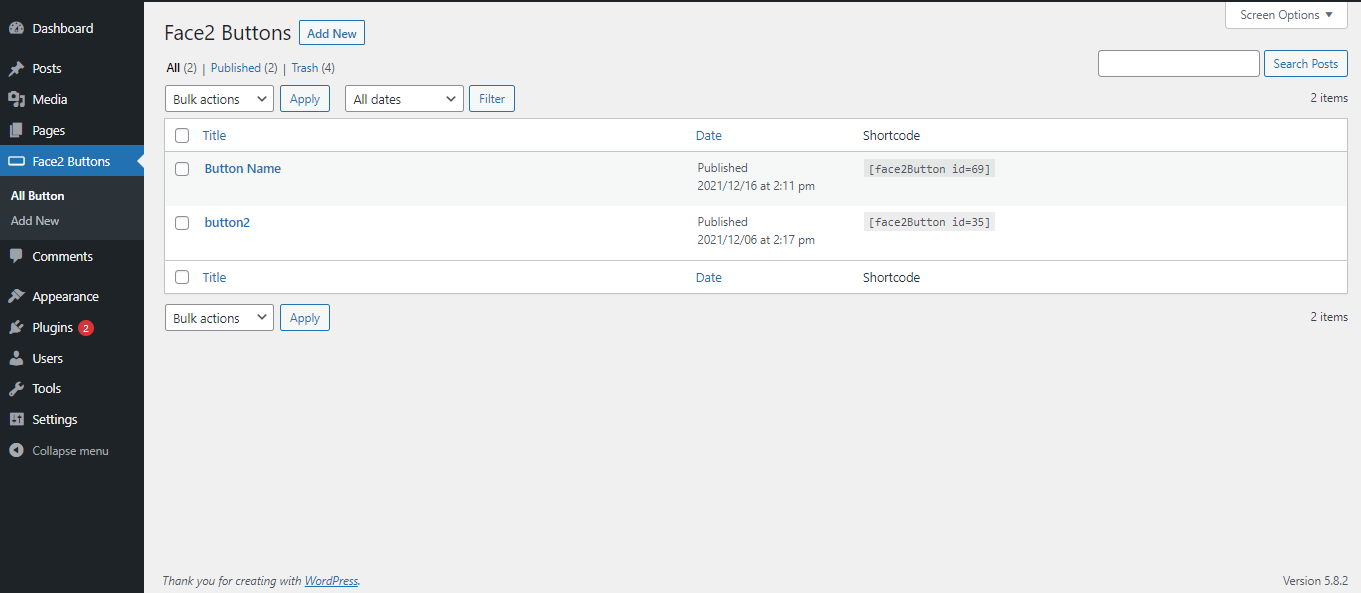 Dashboard
Posts
Media
Pages
Face2 Buttons
All Button
Add New
Comments
Appearance
Plugins 2
Users
Tools
Settings
Collapse menu
Screen Options
Face2 Buttons Add New
All (2) | Published (2) | Trash (4)
Search Posts
Bulk actions Apply All dates Filter
2 items
Title Date Shortcode
Button Name Published [face2Button id=69]
2021/12/16 at 2:11 pm
button2 Published [face2Button id=35]
2021/12/06 at 2:17 pm
Title Date Shortcode
Bulk actions Apply
2 items
Thank you for creating with WordPress. Version 5.8.2